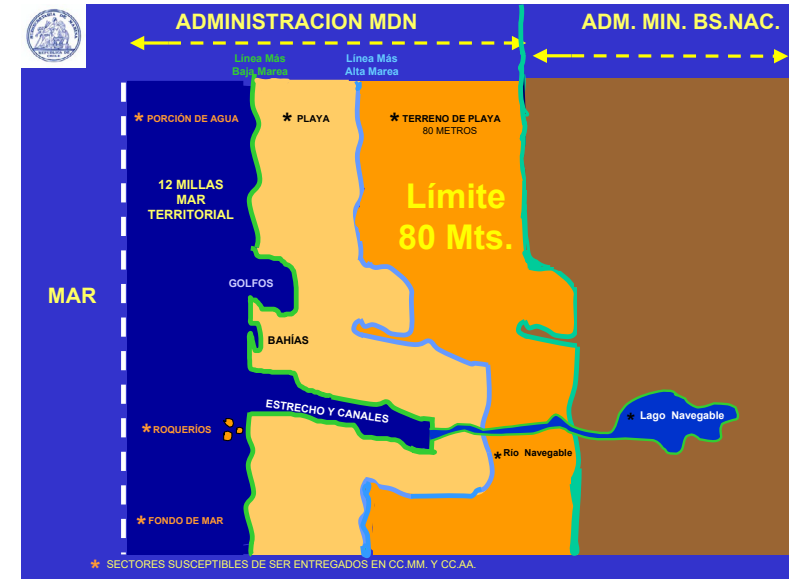 ADMINISTRACION MDN
ADM. MIN. BS.NAC.
Línea Más
Baja Marea
Línea Más
Alta Marea
* PORCIÓN DE AGUA
* PLAYA
* TERRENO DE PLAYA
80 METROS
12 MILLAS
MAR
TERRITORIAL
Límite
80 Mts.
GOLFOS
MAR
BAHÍAS
ESTRECHO Y CANALES
* Lago Navegable
* ROQUERÍOS
* Río Navegable
* FONDO DE MAR
* SECTORES SUSCEPTIBLES DE SER ENTREGADOS EN CC.MM. Y CC.AA.